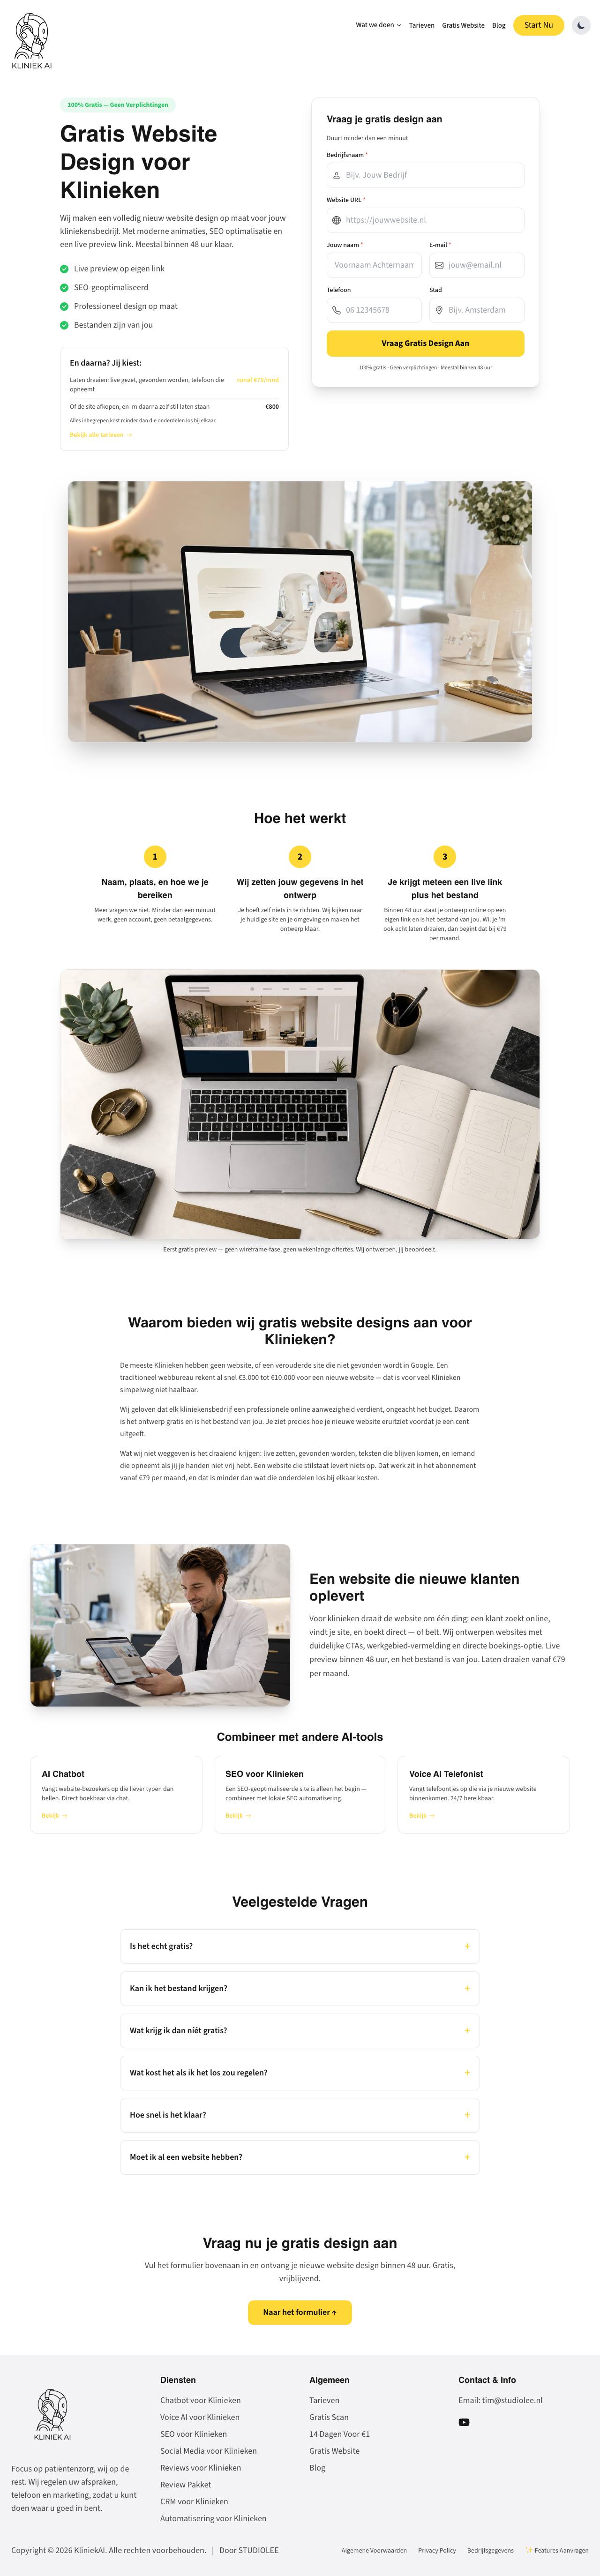 KLINIEK AI
Wat we doen
Tarieven
Gratis Website
Blog
Start Nu
100% Gratis — Geen Verplichtingen
Gratis Website
Design voor
Klinieken
Wij maken een volledig nieuw website design op maat voor jouw
kliniekensbedrijf. Met moderne animaties, SEO optimalisatie en
een live preview link. Meestal binnen 48 uur klaar.
Live preview op eigen link
SEO-geoptimaliseerd
Professioneel design op maat
Bestanden zijn van jou
En daarna? Jij kiest:
Laten draaien: live gezet, gevonden worden, telefoon die
opneemt
vanaf €79/mnd
Of de site afkopen, en 'm daarna zelf stil laten staan
€800
Alles inbegrepen kost minder dan die onderdelen los bij elkaar.
Bekijk alle tarieven →
Vraag je gratis design aan
Duurt minder dan een minuut
Bedrijfsnaam *
Bijv. Jouw Bedrijf
Website URL *
https://jouwwebsite.nl
Jouw naam *
E-mail *
Voornaam Achternaam
jouw@email.nl
Telefoon
Stad
06 12345678
Bijv. Amsterdam
Vraag Gratis Design Aan
100% gratis · Geen verplichtingen · Meestal binnen 48 uur
Hoe het werkt
1
Naam, plaats, en hoe we je
bereiken
Meer vragen we niet. Minder dan een minuut
werk, geen account, geen betaalgegevens.
2
Wij zetten jouw gegevens in het
ontwerp
Je hoeft zelf niets in te richten. Wij kijken naar
je huidige site en je omgeving en maken het
ontwerp klaar.
3
Je krijgt meteen een live link
plus het bestand
Binnen 48 uur staat je ontwerp online op een
eigen link en is het bestand van jou. Wil je 'm
ook echt laten draaien, dan begint dat bij €79
per maand.
Eerst gratis preview — geen wireframe-fase, geen wekenlange offertes. Wij ontwerpen, jij beoordeelt.
Waarom bieden wij gratis website designs aan voor
Klinieken?
De meeste Klinieken hebben geen website, of een verouderde site die niet gevonden wordt in Google. Een
traditioneel webbureau rekent al snel €3.000 tot €10.000 voor een nieuwe website — dat is voor veel Klinieken
simpelweg niet haalbaar.
Wij geloven dat elk kliniekensbedrijf een professionele online aanwezigheid verdient, ongeacht het budget. Daarom
is het ontwerp gratis en is het bestand van jou. Je ziet precies hoe je nieuwe website eruitziet voordat je een cent
uitgeeft.
Wat wij niet weggeven is het draaiend krijgen: live zetten, gevonden worden, teksten die blijven komen, en iemand
die opneemt als jij je handen niet vrij hebt. Een website die stilstaat levert niets op. Dat werk zit in het abonnement
vanaf €79 per maand, en dat is minder dan wat die onderdelen los bij elkaar kosten.
Een website die nieuwe klanten
oplevert
Voor klinieken draait de website om één ding: een klant zoekt online,
vindt je site, en boekt direct — of belt. Wij ontwerpen websites met
duidelijke CTAs, werkgebied-vermelding en directe boekings-optie. Live
preview binnen 48 uur, en het bestand is van jou. Laten draaien vanaf €79
per maand.
Combineer met andere AI-tools
AI Chatbot
Vangt website-bezoekers op die liever typen dan
bellen. Direct boekbaar via chat.
Bekijk →
SEO voor Klinieken
Een SEO-geoptimaliseerde site is alleen het begin —
combineer met lokale SEO automatisering.
Bekijk →
Voice AI Telefonist
Vangt telefoontjes op die via je nieuwe website
binnenkomen. 24/7 bereikbaar.
Bekijk →
Veelgestelde Vragen
Is het echt gratis? +
Kan ik het bestand krijgen? +
Wat krijg ik dan níét gratis? +
Wat kost het als ik het los zou regelen? +
Hoe snel is het klaar? +
Moet ik al een website hebben? +
Vraag nu je gratis design aan
Vul het formulier bovenaan in en ontvang je nieuwe website design binnen 48 uur. Gratis,
vrijblijvend.
Naar het formulier ↑
KLINIEK AI
Focus op patiëntenzorg, wij op de
rest. Wij regelen uw afspraken,
telefoon en marketing, zodat u kunt
doen waar u goed in bent.
Diensten
Chatbot voor Klinieken
Voice AI voor Klinieken
SEO voor Klinieken
Social Media voor Klinieken
Reviews voor Klinieken
Review Pakket
CRM voor Klinieken
Automatisering voor Klinieken
Algemeen
Tarieven
Gratis Scan
14 Dagen Voor €1
Gratis Website
Blog
Contact & Info
Email: tim@studiolee.nl
Copyright © 2026 KliniekAI. Alle rechten voorbehouden. | Door STUDIOLEE
Algemene Voorwaarden
Privacy Policy
Bedrijfsgegevens
✨ Features Aanvragen